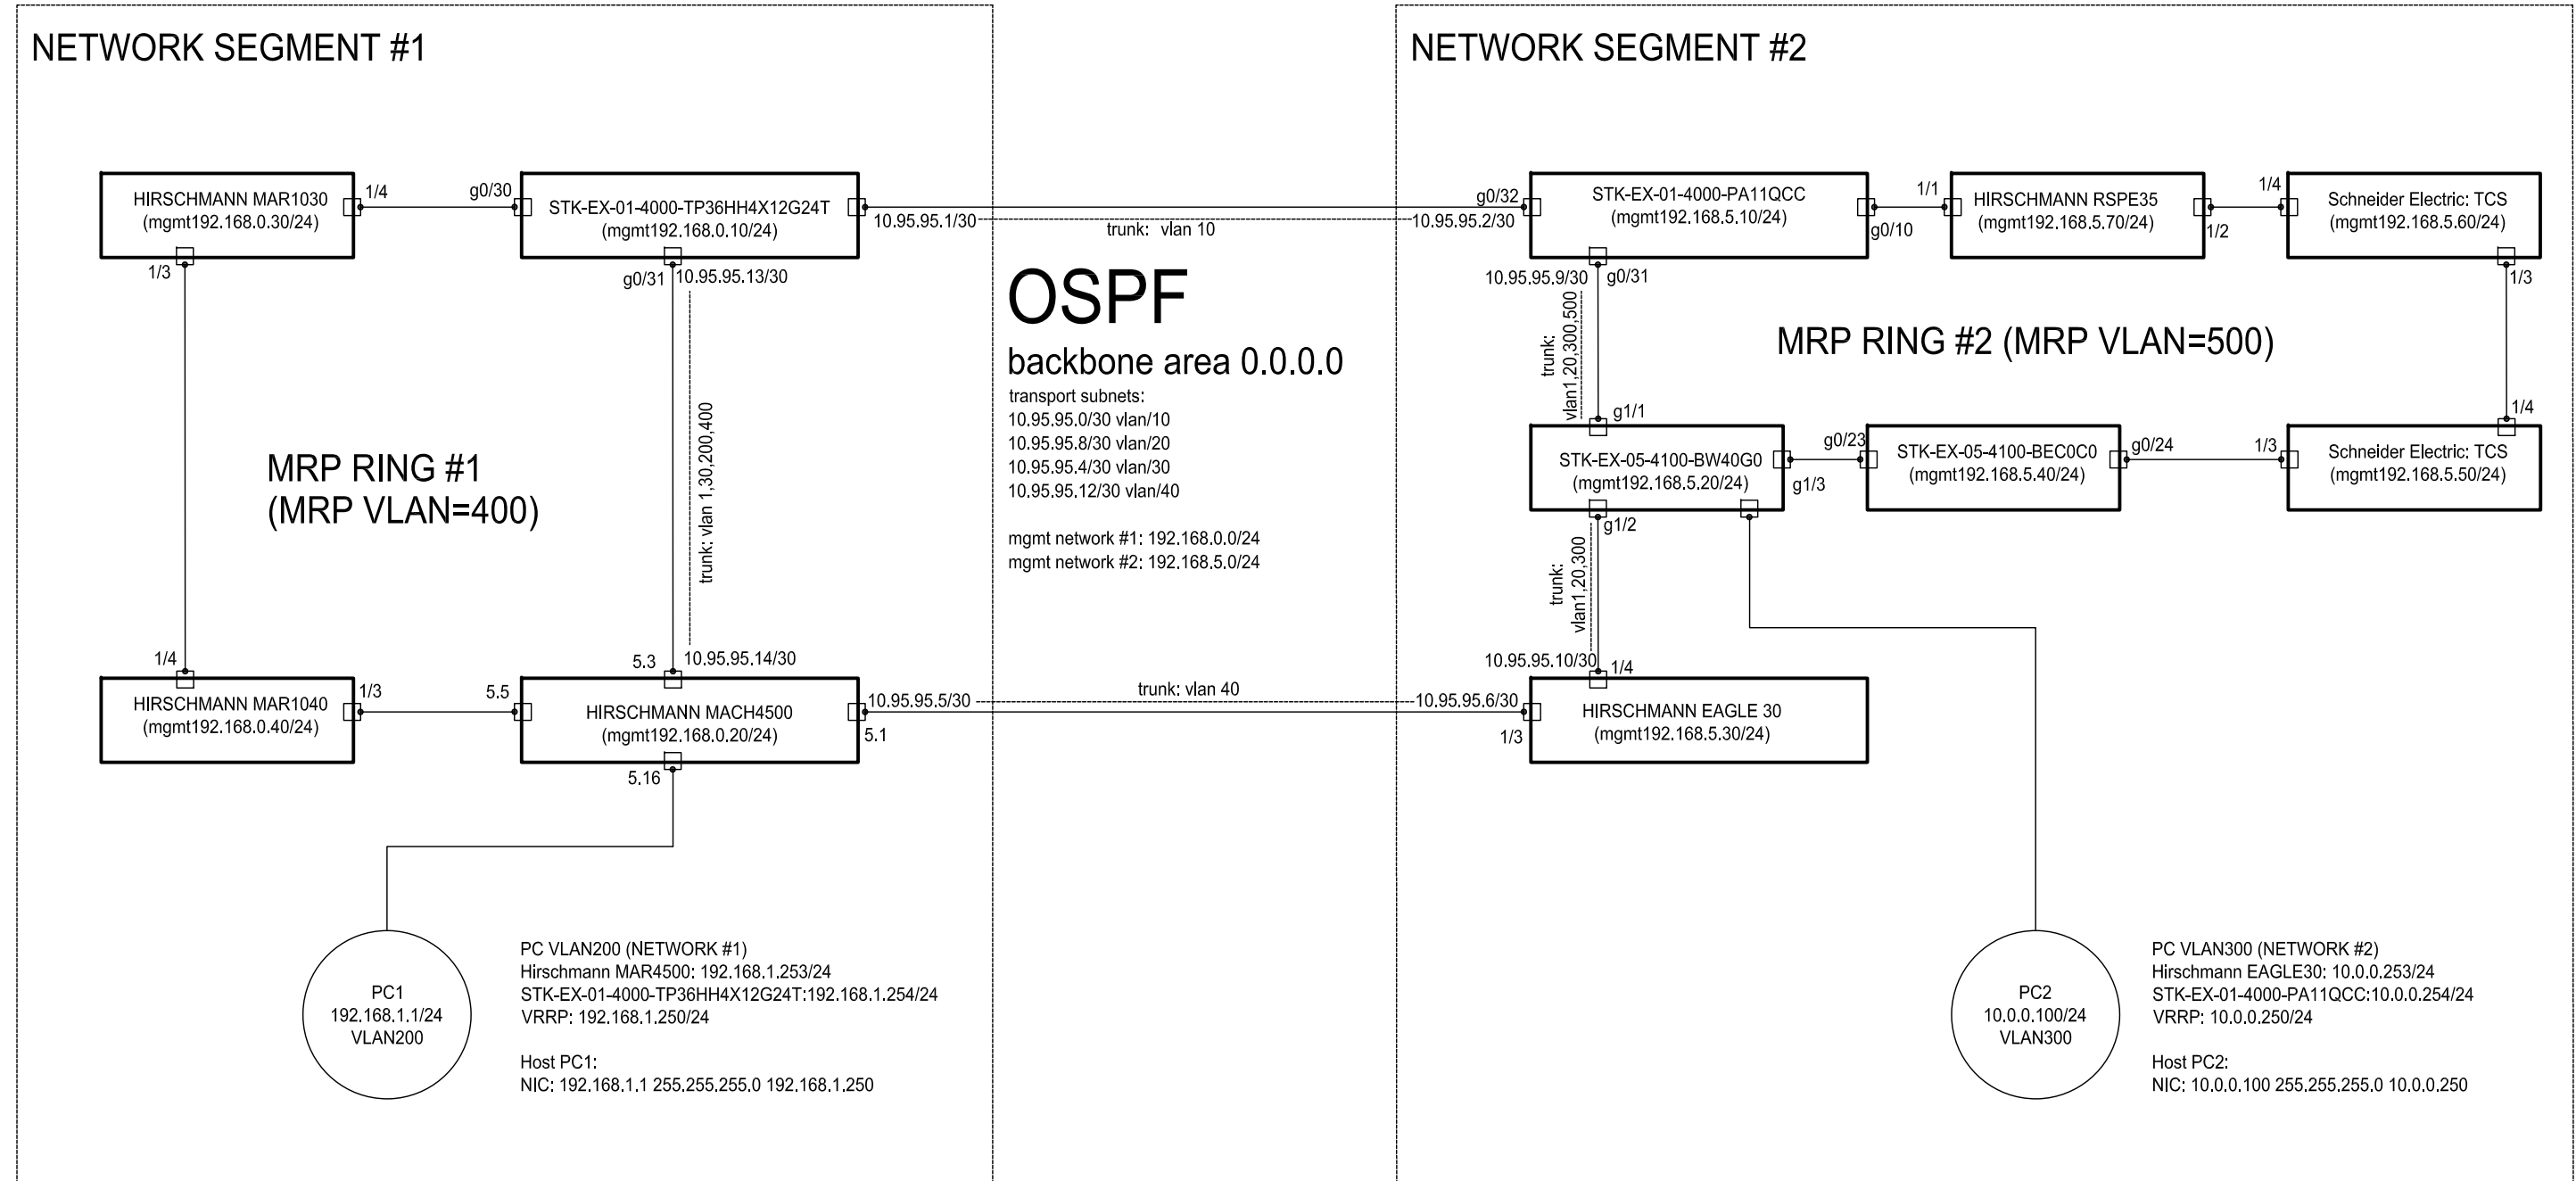 NETWORK SEGMENT #1
NETWORK SEGMENT #2
HIRSCHMANN MAR1030
(mgmt192.168.0.30/24)
1/4
1/3
g0/30
STK-EX-01-4000-TP36HH4X12G24T
(mgmt192.168.0.10/24)
g0/31
10.95.95.13/30
10.95.95.1/30
trunk: vlan 10
10.95.95.2/30
g0/32
STK-EX-01-4000-PA11QCC
(mgmt192.168.5.10/24)
g0/10
1/1
HIRSCHMANN RSPE35
(mgmt192.168.5.70/24)
1/2
1/4
Schneider Electric: TCS
(mgmt192.168.5.60/24)
1/3
10.95.95.9/30
g0/31
trunk:
vlan1,20,300,500
OSPF
backbone area 0.0.0.0
transport subnets:
10.95.95.0/30 vlan/10
10.95.95.8/30 vlan/20
10.95.95.4/30 vlan/30
10.95.95.12/30 vlan/40
mgmt network #1: 192.168.0.0/24
mgmt network #2: 192.168.5.0/24
MRP RING #2 (MRP VLAN=500)
MRP RING #1
(MRP VLAN=400)
trunk: vlan 1,30,200,400
g1/1
STK-EX-05-4100-BW40G0
(mgmt192.168.5.20/24)
g1/3
g0/23
STK-EX-05-4100-BEC0C0
(mgmt192.168.5.40/24)
g0/24
1/3
1/4
Schneider Electric: TCS
(mgmt192.168.5.50/24)
g1/2
trunk:
vlan1,20,300
1/4
HIRSCHMANN MAR1040
(mgmt192.168.0.40/24)
1/3
5.5
5.3
10.95.95.14/30
HIRSCHMANN MACH4500
(mgmt192.168.0.20/24)
5.16
10.95.95.5/30
5.1
trunk: vlan 40
10.95.95.6/30
1/3
10.95.95.10/30
1/4
HIRSCHMANN EAGLE 30
(mgmt192.168.5.30/24)
PC1
192.168.1.1/24
VLAN200
PC VLAN200 (NETWORK #1)
Hirschmann MAR4500: 192.168.1.253/24
STK-EX-01-4000-TP36HH4X12G24T:192.168.1.254/24
VRRP: 192.168.1.250/24
Host PC1:
NIC: 192.168.1.1 255.255.255.0 192.168.1.250
PC2
10.0.0.100/24
VLAN300
PC VLAN300 (NETWORK #2)
Hirschmann EAGLE30: 10.0.0.253/24
STK-EX-01-4000-PA11QCC:10.0.0.254/24
VRRP: 10.0.0.250/24
Host PC2:
NIC: 10.0.0.100 255.255.255.0 10.0.0.250